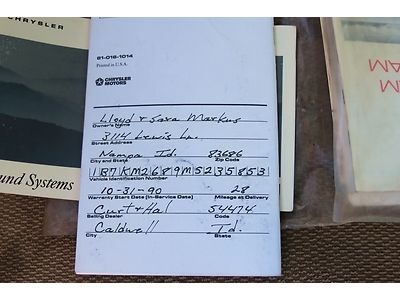 CHRYSLER
81-016-1014
Printed in U.S.A.
CHRYSLER
MOTORS
Lloyd & Sara Markus
Owner's Name
3114 Lewis Ln.
Street Address
Nampa Id. 83686
City and State Zip Code
1B7KM2689MS235853
Vehicle Identification Number
10-31-90 28
Warranty Start Date (In-Service Date) Mileage at Delivery
Curt & Hal 54474
Selling Dealer Code
Caldwell Id.
City State
und Systems
AM